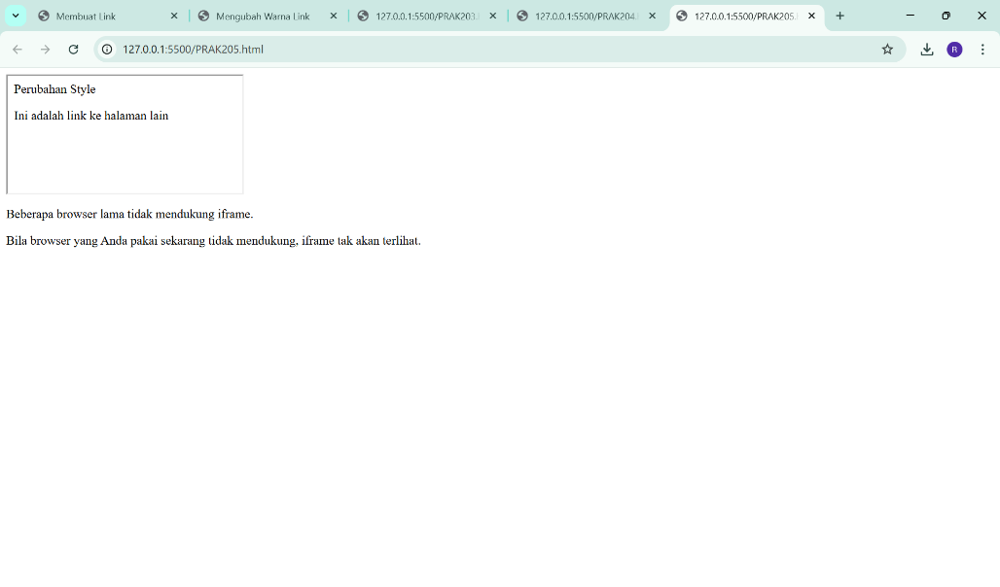 Membuat Link
Mengubah Warna Link
127.0.0.1:5500/PRAK203.
127.0.0.1:5500/PRAK204.
127.0.0.1:5500/PRAK205.
127.0.0.1:5500/PRAK205.html
R
Perubahan Style
Ini adalah link ke halaman lain
Beberapa browser lama tidak mendukung iframe.
Bila browser yang Anda pakai sekarang tidak mendukung, iframe tak akan terlihat.